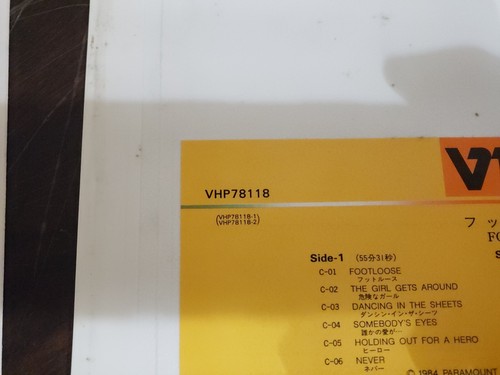 VHP78118
(VHP78118-1)
(VHP78118-2)
Side-1 (55分31秒)
C-01 FOOTLOOSE
フットルース
C-02 THE GIRL GETS AROUND
危険なガール
C-03 DANCING IN THE SHEETS
ダンシン・イン・ザ・シーツ
C-04 SOMEBODY'S EYES
誰かの愛が…
C-05 HOLDING OUT FOR A HERO
ヒーロー
C-06 NEVER
ネバー
© 1984 PARAMOUNT